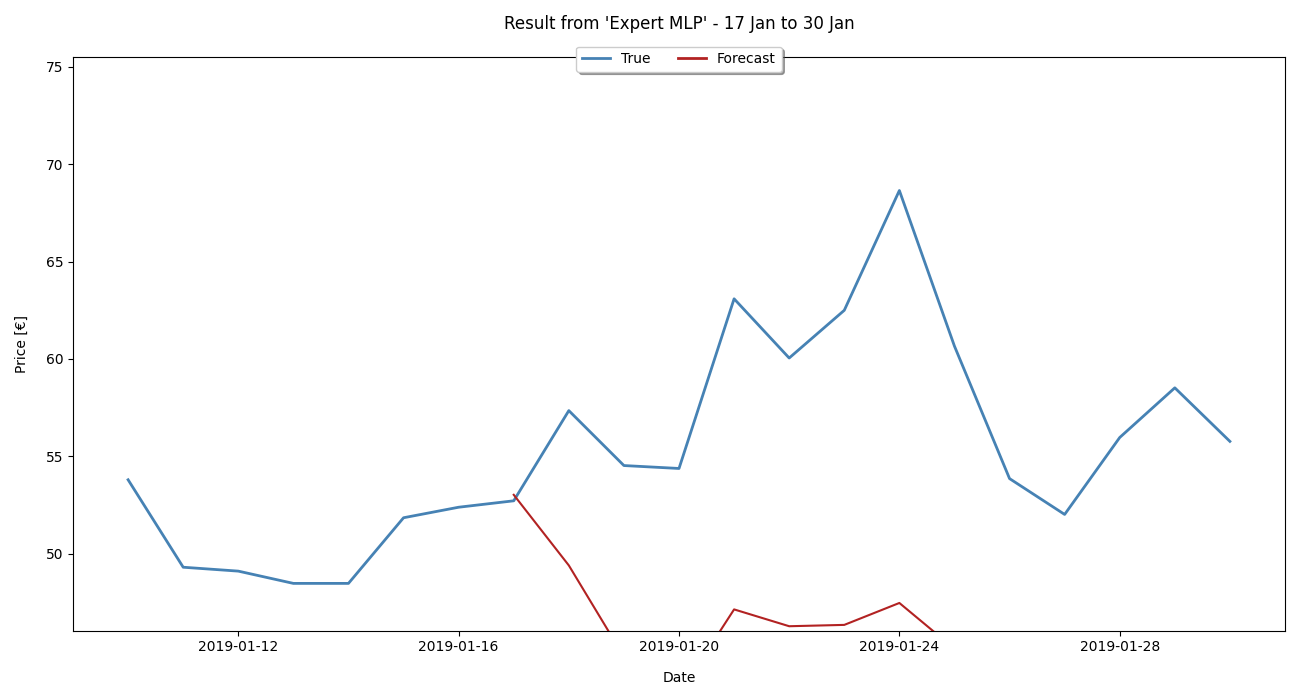 Result from 'Expert MLP' - 17 Jan to 30 Jan
True Forecast
75
70
65
60
55
50
Price [€]
2019-01-12 2019-01-16 2019-01-20 2019-01-24 2019-01-28
Date